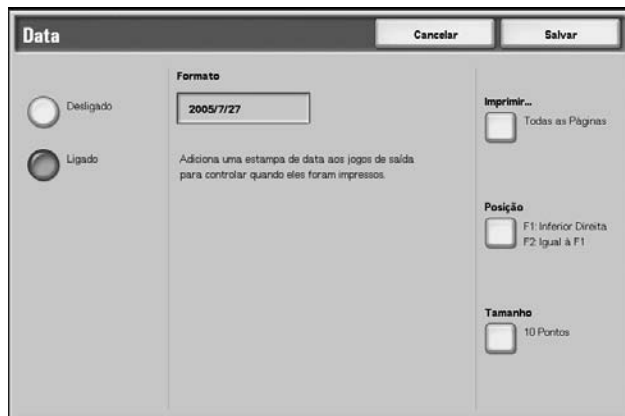 Data
Cancelar
Salvar
Desligado
Ligado
Formato
2005/7/27
Adiciona uma estampa de data aos jogos de saída
para controlar quando eles foram impressos.
Imprimir...
Todas as Páginas
Posição
F1: Inferior Direita
F2: Igual à F1
Tamanho
10 Pontos